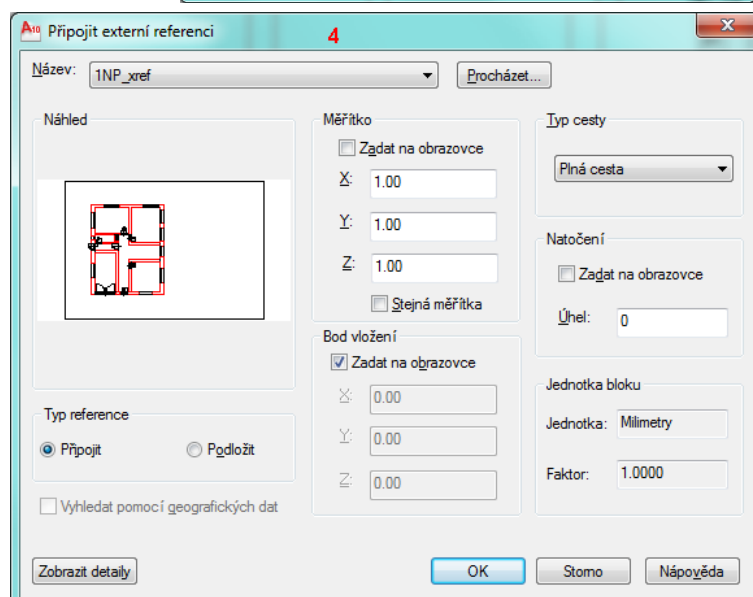 A10 Připojit externí referenci
4
Název: 1NP_xref Procházet...
Náhled
Typ reference
Připojit Podložit
Vyhledat pomocí geografických dat
Měřítko
Zadat na obrazovce
X: 1.00
Y: 1.00
Z: 1.00
Stejná měřítka
Bod vložení
Zadat na obrazovce
X: 0.00
Y: 0.00
Z: 0.00
Typ cesty
Plná cesta
Natočení
Zadat na obrazovce
Úhel: 0
Jednotka bloku
Jednotka: Milimetry
Faktor: 1.0000
Zobrazit detaily OK Storno Nápověda